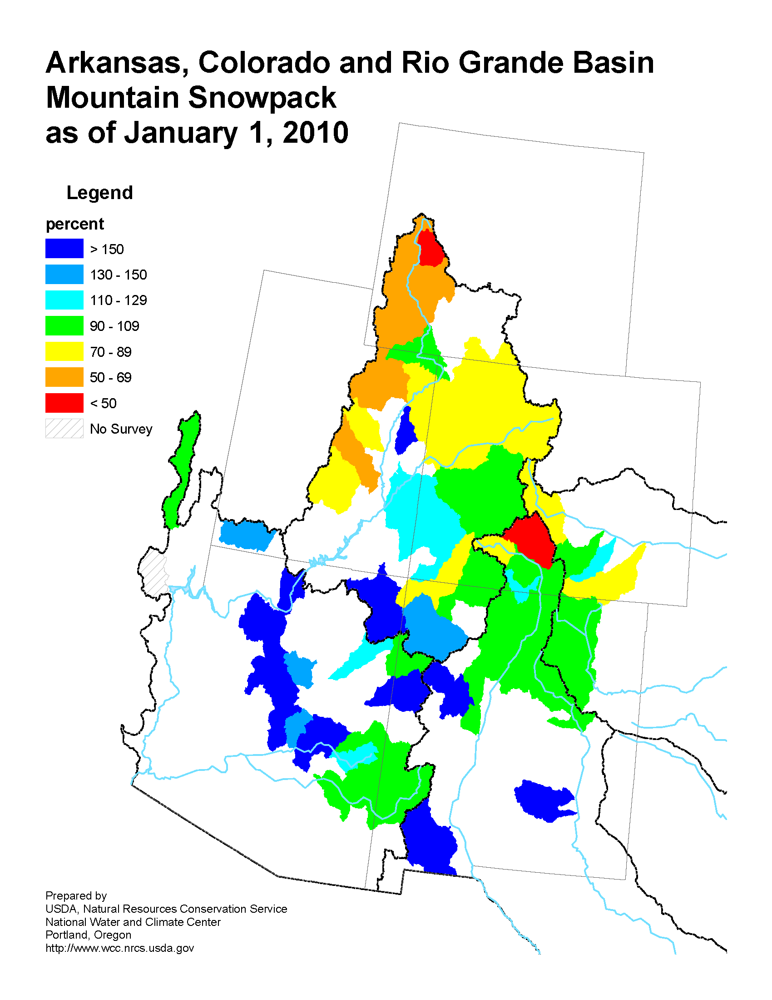 Arkansas, Colorado and Rio Grande Basin
Mountain Snowpack
as of January 1, 2010
Legend
percent
> 150
130 - 150
110 - 129
90 - 109
70 - 89
50 - 69
< 50
No Survey
Prepared by
USDA, Natural Resources Conservation Service
National Water and Climate Center
Portland, Oregon
http://www.wcc.nrcs.usda.gov